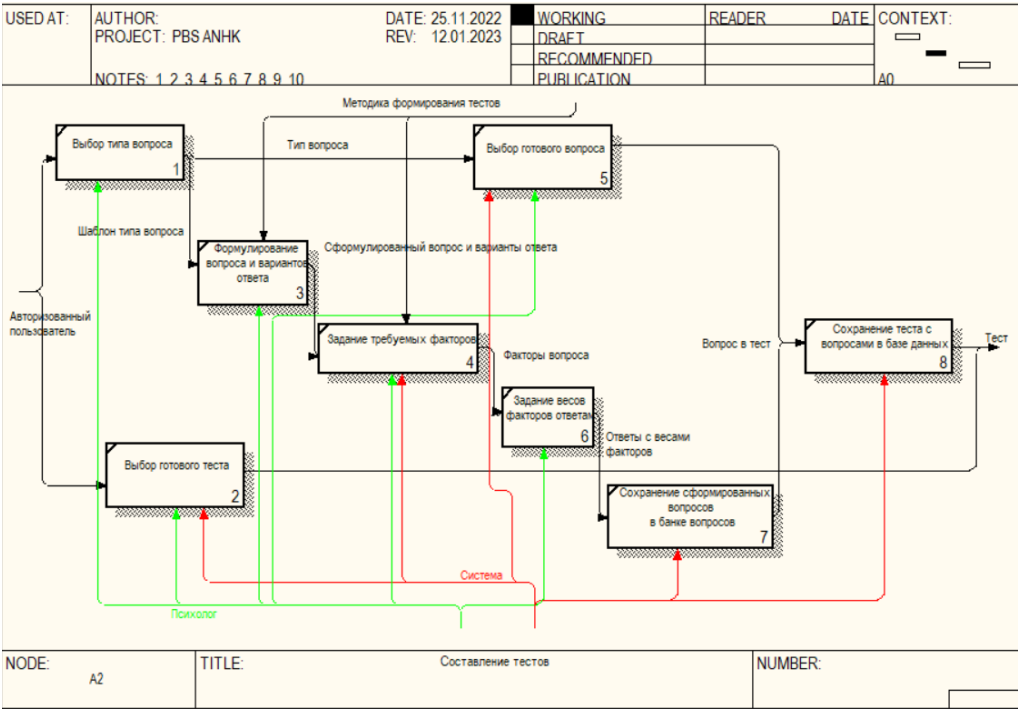 USED AT:
AUTHOR:
DATE: 25.11.2022
PROJECT: PBS ANHK
REV: 12.01.2023
NOTES: 1 2 3 4 5 6 7 8 9 10
WORKING
DRAFT
RECOMMENDED
PUBLICATION
READER
DATE
CONTEXT:
A0
Методика формирования тестов
Выбор типа вопроса
1
Тип вопроса
Выбор готового вопроса
5
Шаблон типа вопроса
Формулирование
вопроса и вариантов
ответа
3
Сформулированный вопрос и варианты ответа
Авторизованный
пользователь
Задание требуемых факторов
4
Факторы вопроса
Вопрос в тест
Сохранение теста с
вопросами в базе данных
8
Тест
Задание весов
факторов ответам
6
Ответы с весами
факторов
Выбор готового теста
2
Сохранение сформированных
вопросов
в банке вопросов
7
Система
Психолог
NODE:
A2
TITLE:
Составление тестов
NUMBER: